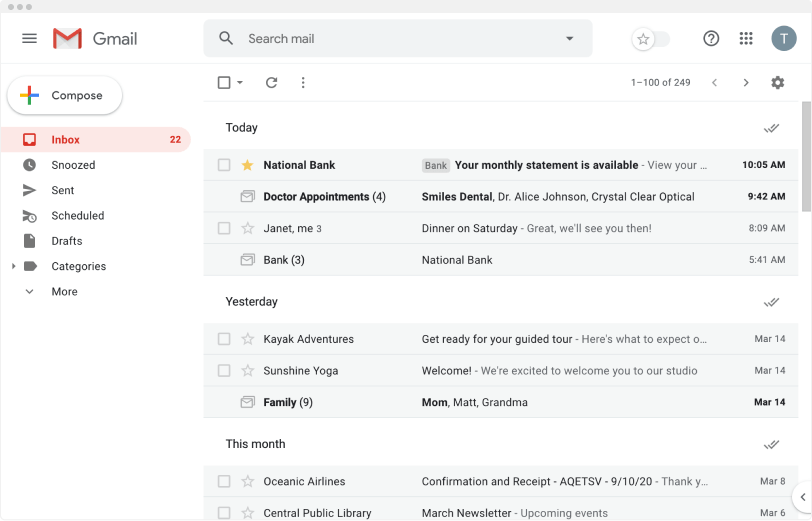 Gmail
Search mail
T
Compose
1–100 of 249
Inbox 22
Snoozed
Sent
Scheduled
Drafts
Categories
More
Today
National Bank Bank Your monthly statement is available - View your ... 10:05 AM
Doctor Appointments (4) Smiles Dental, Dr. Alice Johnson, Crystal Clear Optical 9:42 AM
Janet, me 3 Dinner on Saturday - Great, we'll see you then! 8:09 AM
Bank (3) National Bank 5:41 AM
Yesterday
Kayak Adventures Get ready for your guided tour - Here's what to expect o... Mar 14
Sunshine Yoga Welcome! - We're excited to welcome you to our studio Mar 14
Family (9) Mom, Matt, Grandma Mar 14
This month
Oceanic Airlines Confirmation and Receipt - AQETSV - 9/10/20 - Thank y... Mar 8
Central Public Library March Newsletter - Upcoming events Mar 6